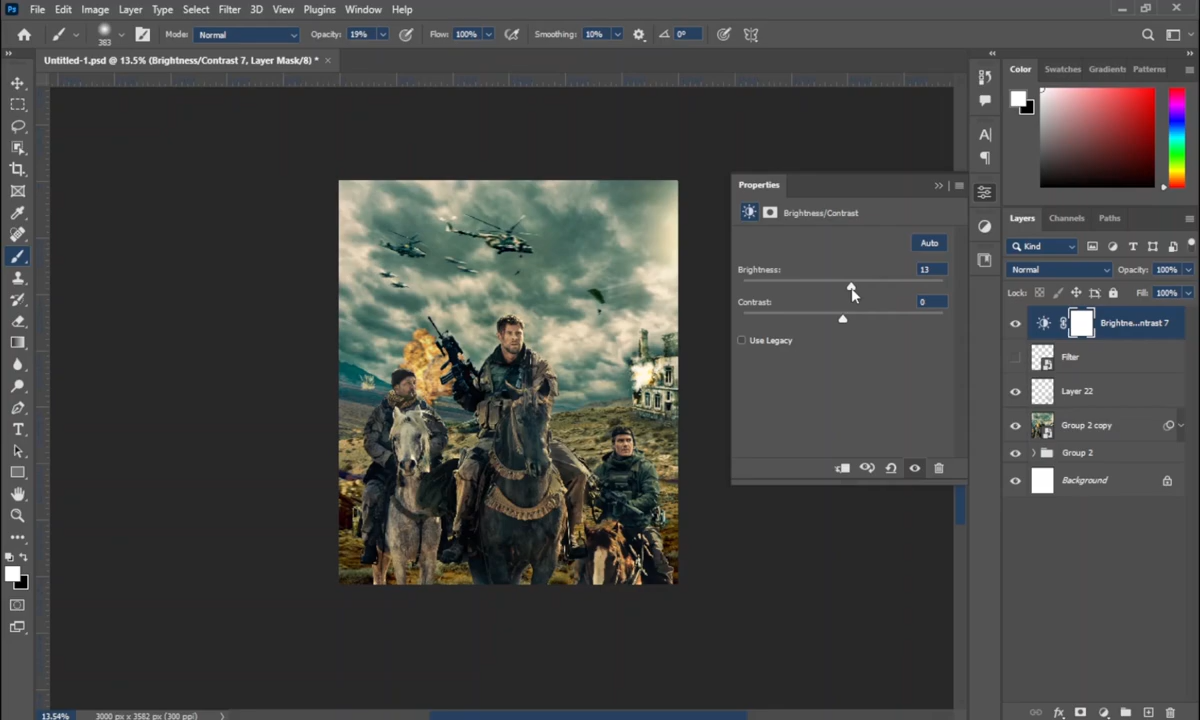 Ps File Edit Image Layer Type Select Filter 3D View Plugins Window Help
383 Mode: Normal Opacity: 19% Flow: 100% Smoothing: 10% 0°
Untitled-1.psd @ 13.5% (Brightness/Contrast 7, Layer Mask/8) * ×
Color Swatches Gradients Patterns
Properties
Brightness/Contrast
Auto
Brightness: 13
Contrast: 0
Use Legacy
Layers Channels Paths
Kind
Normal Opacity: 100%
Lock: Fill: 100%
Brightne...ntrast 7
Filter
Layer 22
Group 2 copy
Group 2
Background
13.54% 3000 px x 3582 px (300 ppi)